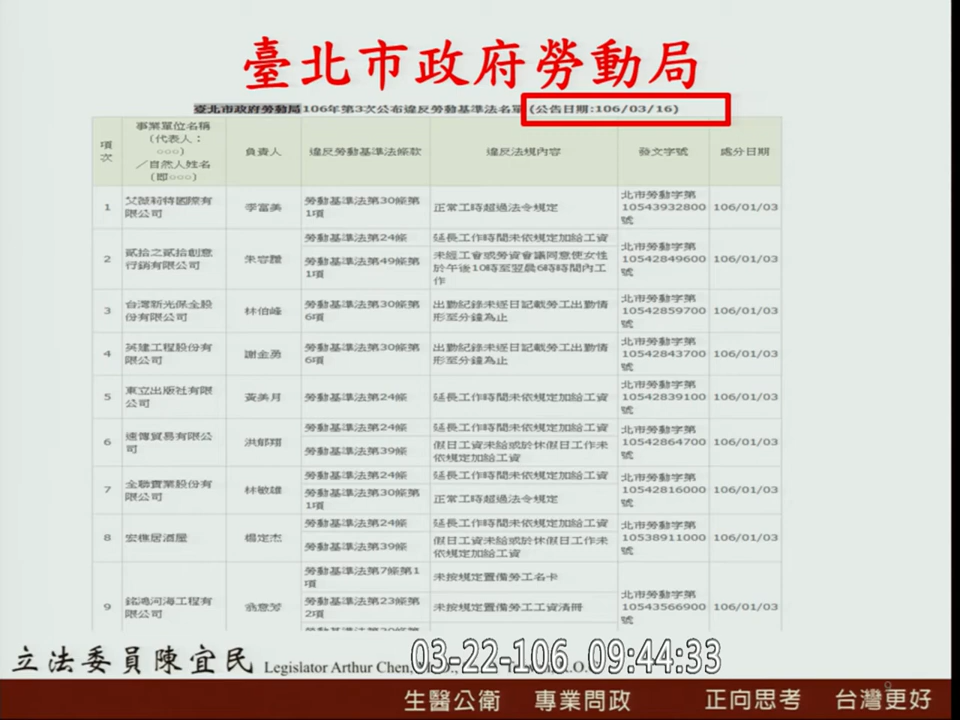 臺北市政府勞動局
臺北市政府勞動局106年第3次公布違反勞動基準法名單(公告日期:106/03/16)
項次 事業單位名稱(代表人:○○○)/自然人姓名(即○○○) 負責人 違反勞動基準法條款 違反法規內容 發文字號 處分日期
1 艾薇莉特國際有限公司 李富美 勞動基準法第30條第1項 正常工時超過法令規定 北市勞動字第10543932800號 106/01/03
2 貳拾之貳拾創意行銷有限公司 朱容 勞動基準法第24條 延長工作時間未依規定加給工資 北市勞動字第10542849600號 106/01/03
勞動基準法第49條第1項 未經工會或勞資會議同意使女性於午後10時至翌晨6時時間內工作
3 台灣新光保全股份有限公司 林伯峰 勞動基準法第30條第6項 出勤紀錄未逐日記載勞工出勤情形至分鐘為止 北市勞動字第10542859700號 106/01/03
4 英建工程股份有限公司 謝金勇 勞動基準法第30條第6項 出勤紀錄未逐日記載勞工出勤情形至分鐘為止 北市勞動字第10542843700號 106/01/03
5 東立出版社有限公司 黃美月 勞動基準法第24條 延長工作時間未依規定加給工資 北市勞動字第10542839100號 106/01/03
6 速傳貿易有限公司 洪郁翔 勞動基準法第24條 延長工作時間未依規定加給工資 北市勞動字第10542864700號 106/01/03
勞動基準法第39條 假日工資未給或於休假日工作未依規定加給工資
7 全聯實業股份有限公司 林敏雄 勞動基準法第24條 延長工作時間未依規定加給工資 北市勞動字第10542816000號 106/01/03
勞動基準法第30條第1項 正常工時超過法令規定
8 宏樵居酒屋 楊定杰 勞動基準法第24條 延長工作時間未依規定加給工資 北市勞動字第10538911000號 106/01/03
勞動基準法第39條 假日工資未給或於休假日工作未依規定加給工資
9 銘鴻河海工程有限公司 翁意芳 勞動基準法第7條第1項 未按規定置備勞工名卡 北市勞動字第10543566900號 106/01/03
勞動基準法第23條第2項 未按規定置備勞工工資清冊
立法委員陳宜民 Legislator Arthur Chen,
03-22-106 09:44:33
9
生醫公衛 專業問政 正向思考 台灣更好